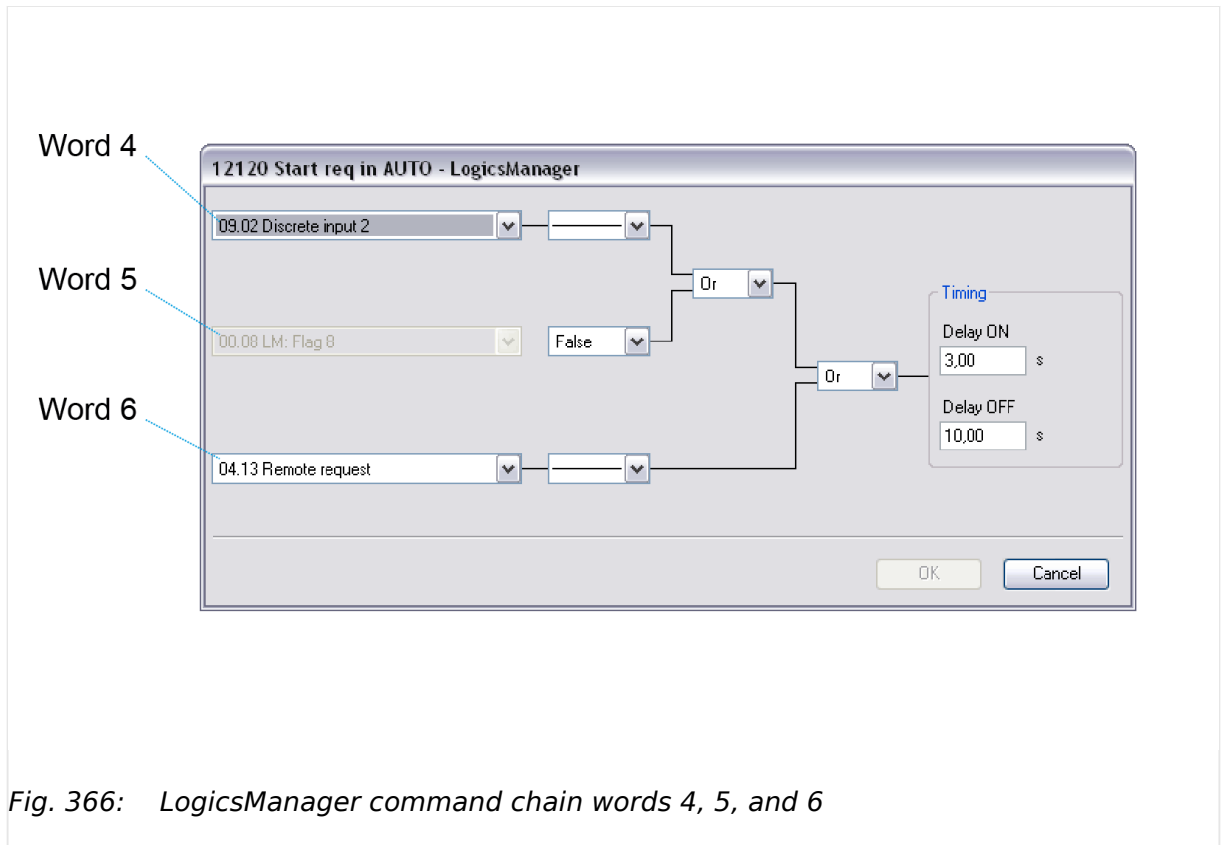 Word 4
12120 Start req in AUTO - LogicsManager
09.02 Discrete input 2
Word 5
Or
Timing
Delay ON
00.08 LM: Flag 8
False
3,00 s
Or
Word 6
Delay OFF
10,00 s
04.13 Remote request
OK
Cancel
Fig. 366: LogicsManager command chain words 4, 5, and 6